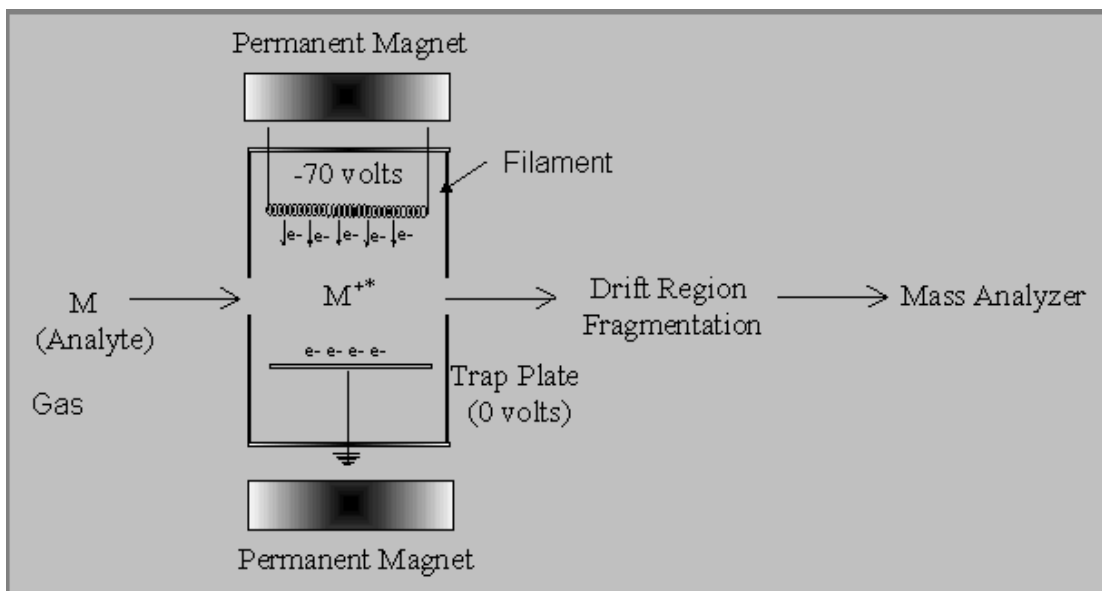 Permanent Magnet
-70 volts
Filament
e- e- e- e- e-
M
(Analyte)
M+*
Drift Region
Fragmentation
Mass Analyzer
e- e- e- e-
Trap Plate
(0 volts)
Gas
Permanent Magnet